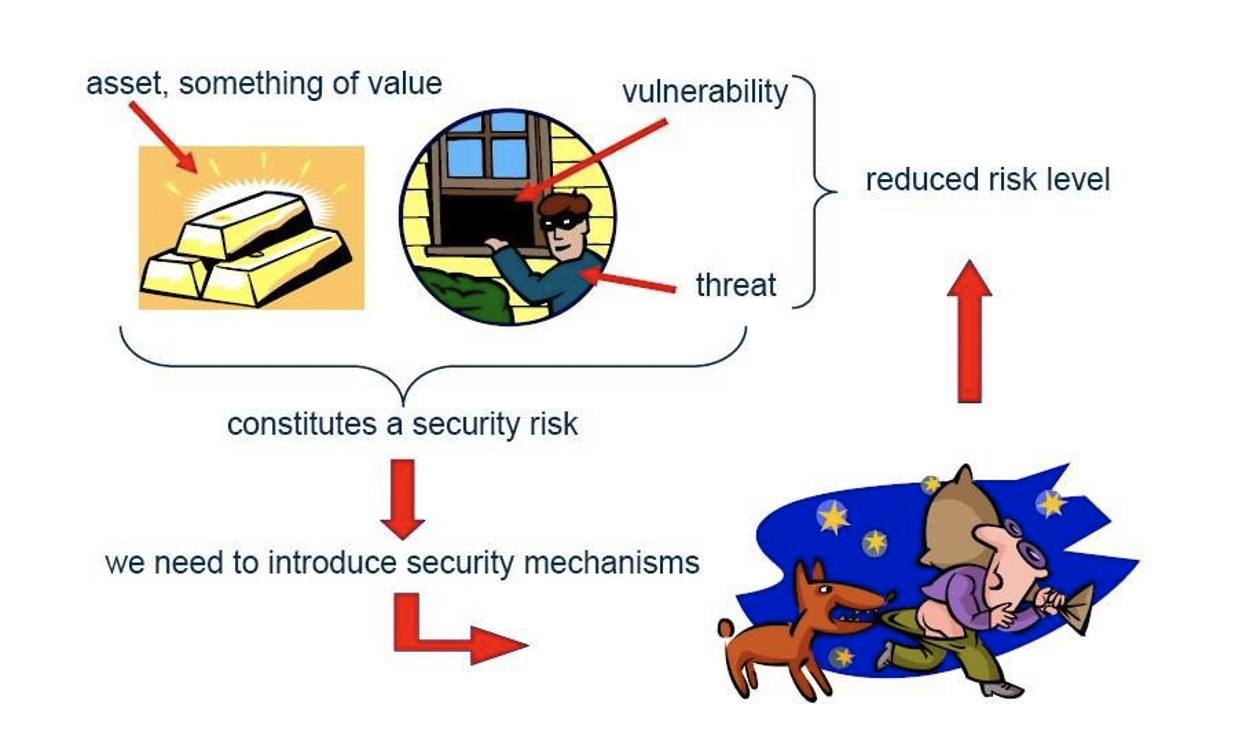 asset, something of value
vulnerability
reduced risk level
threat
constitutes a security risk
we need to introduce security mechanisms